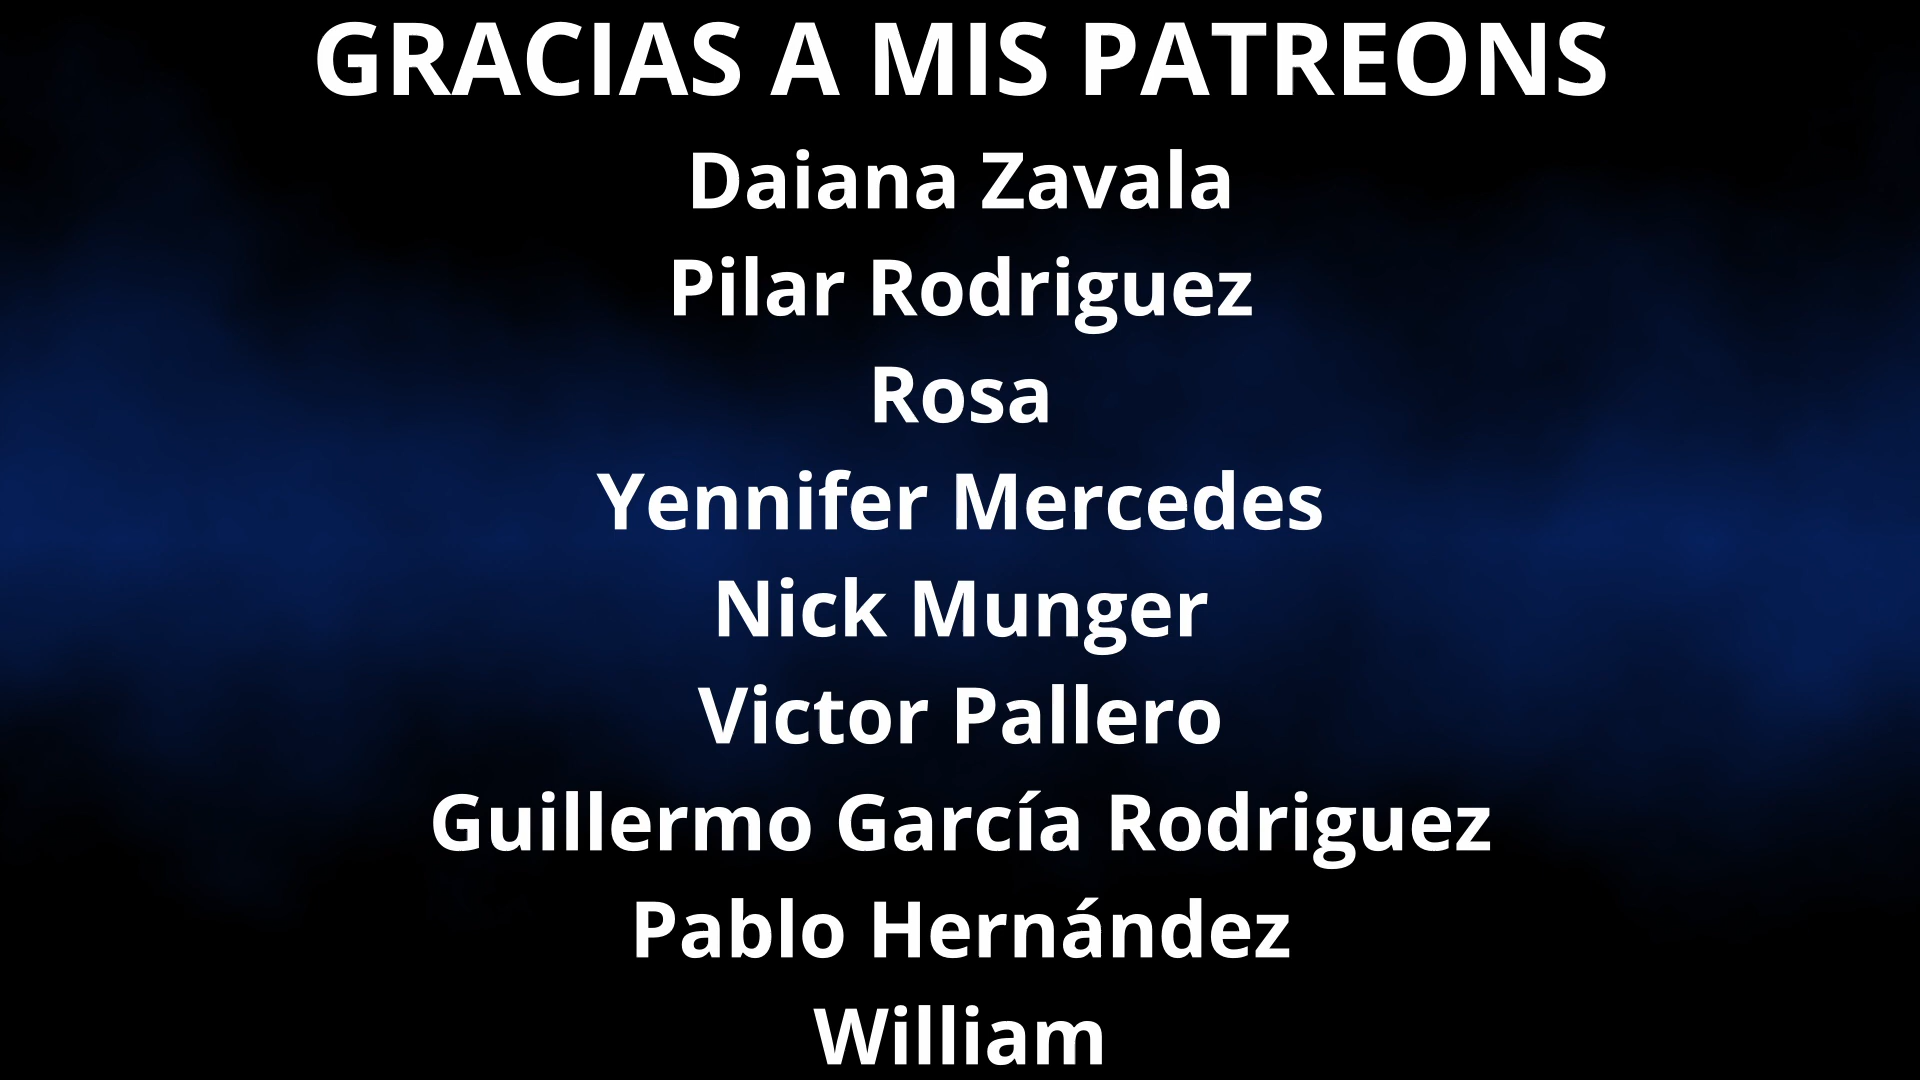 GRACIAS A MIS PATREONS
Daiana Zavala
Pilar Rodriguez
Rosa
Yennifer Mercedes
Nick Munger
Victor Pallero
Guillermo García Rodriguez
Pablo Hernández
William